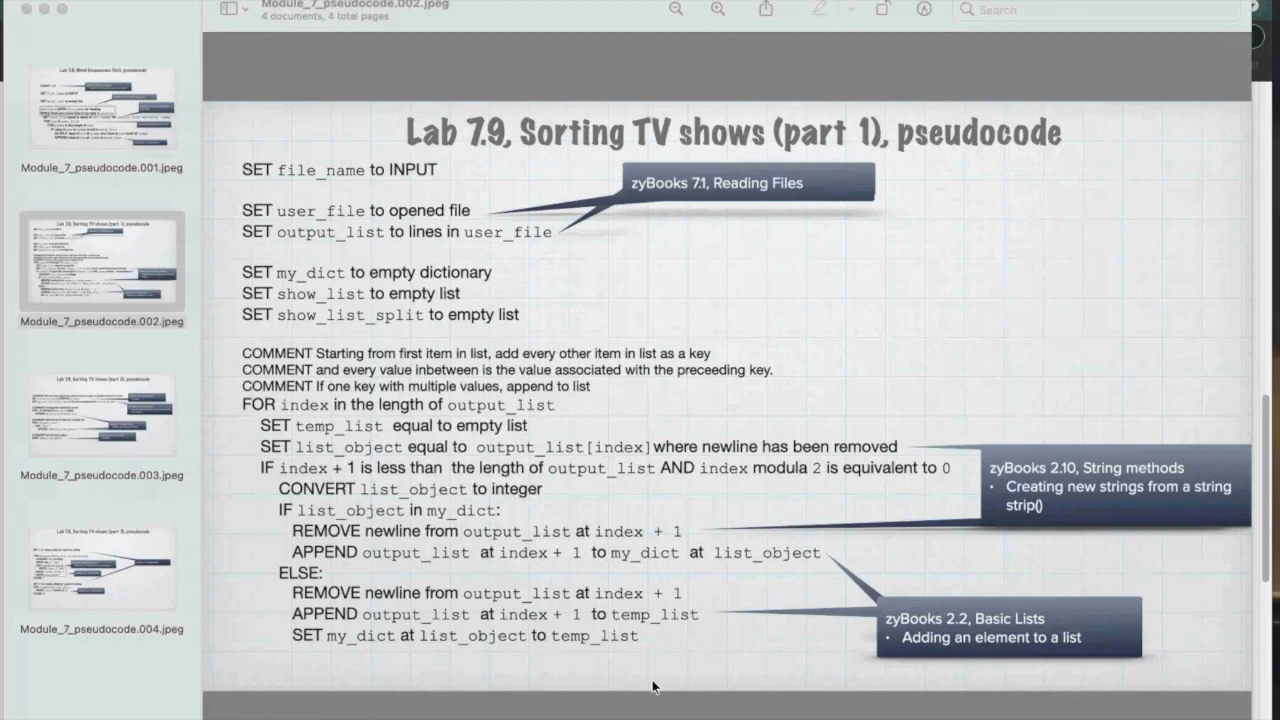 Module_7_pseudocode.002.jpeg
4 documents, 4 total pages
Search
Module_7_pseudocode.001.jpeg
Module_7_pseudocode.002.jpeg
Module_7_pseudocode.003.jpeg
Module_7_pseudocode.004.jpeg
Lab 7.9, Sorting TV shows (part 1), pseudocode
SET file_name to INPUT
zyBooks 7.1, Reading Files
SET user_file to opened file
SET output_list to lines in user_file
SET my_dict to empty dictionary
SET show_list to empty list
SET show_list_split to empty list
COMMENT Starting from first item in list, add every other item in list as a key
COMMENT and every value inbetween is the value associated with the preceeding key.
COMMENT If one key with multiple values, append to list
FOR index in the length of output_list
SET temp_list equal to empty list
SET list_object equal to output_list[index] where newline has been removed
IF index + 1 is less than the length of output_list AND index modula 2 is equivalent to 0
CONVERT list_object to integer
IF list_object in my_dict:
REMOVE newline from output_list at index + 1
APPEND output_list at index + 1 to my_dict at list_object
ELSE:
REMOVE newline from output_list at index + 1
APPEND output_list at index + 1 to temp_list
SET my_dict at list_object to temp_list
zyBooks 2.10, String methods
• Creating new strings from a string
strip()
zyBooks 2.2, Basic Lists
• Adding an element to a list